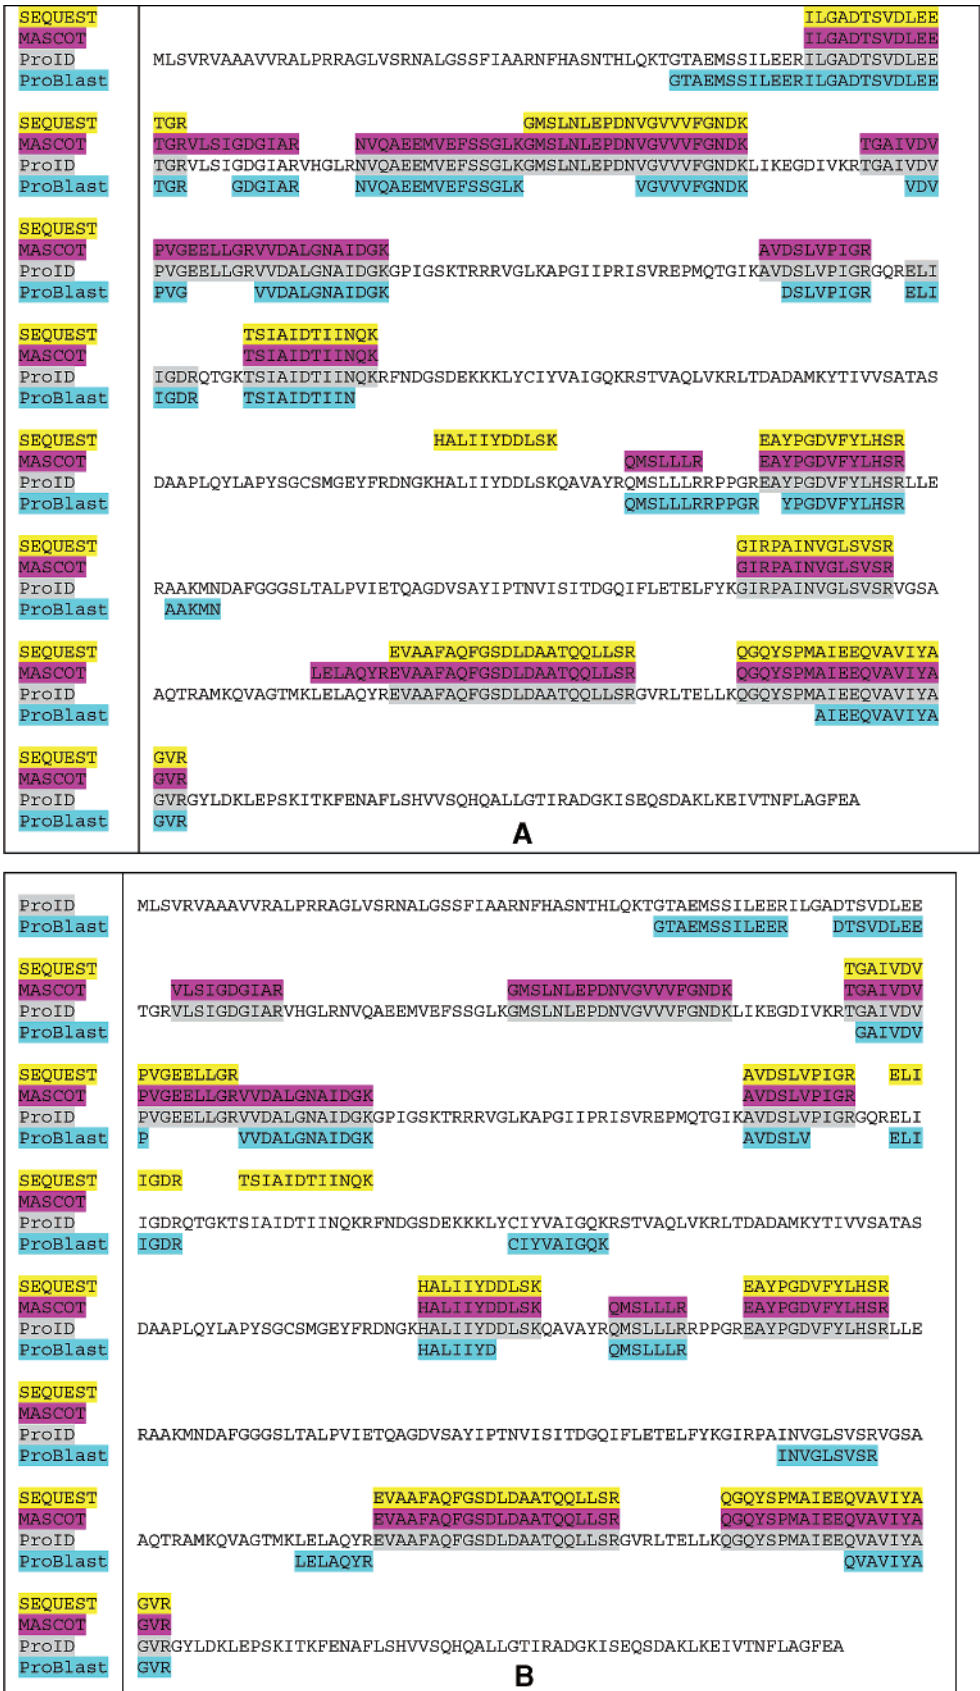 SEQUEST ILGADTSVDLEE
MASCOT ILGADTSVDLEE
ProID MLSVRVAAAVVRALPRRAGLVSRNALGSSFIAARNFHASNTHLQKTGTAEMSSILEERILGADTSVDLEE
ProBlast GTAEMSSILEERILGADTSVDLEE
SEQUEST TGR GMSLNLEPDNVGVVVFGNDK
MASCOT TGRVLSIGDGIAR NVQAEEMVEFSSGLKGMSLNLEPDNVGVVVFGNDK TGAIVDV
ProID TGRVLSIGDGIARVHGLRNVQAEEMVEFSSGLKGMSLNLEPDNVGVVVFGNDKLIKEGDIVKRTGAIVDV
ProBlast TGR GDGIAR NVQAEEMVEFSSGLK VGVVVFGNDK VDV
SEQUEST
MASCOT PVGEELLGRVVDALGNAIDGK AVDSLVPIGR
ProID PVGEELLGRVVDALGNAIDGKGPIGSKTRRRVGLKAPGIIPRISVREPMQTGIKAVDSLVPIGRGQRELI
ProBlast PVG VVDALGNAIDGK DSLVPIGR ELI
SEQUEST TSIAIDTIINQK
MASCOT TSIAIDTIINQK
ProID IGDRQTGKTSIAIDTIINQKRFNDGSDEKKKLYCIYVAIGQKRSTVAQLVKRLTDADAMKYTIVVSATAS
ProBlast IGDR TSIAIDTIIN
SEQUEST HALIIYDDLSK EAYPGDVFYLHSR
MASCOT QMSLLLR EAYPGDVFYLHSR
ProID DAAPLQYLAPYSGCSMGEYFRDNGKHALIIYDDLSKQAVAYRQMSLLLRRPPGREAYPGDVFYLHSRLLE
ProBlast QMSLLLRRPPGR YPGDVFYLHSR
SEQUEST GIRPAINVGLSVSR
MASCOT GIRPAINVGLSVSR
ProID RAAKMNDAFGGGSLTALPVIETQAGDVSAYIPTNVISITDGQIFLETELFYKGIRPAINVGLSVSRVGSA
ProBlast AAKMN
SEQUEST EVAAFAQFGSDLDAATQQLLSR QGQYSPMAIEEQVAVIYA
MASCOT LELAQYREVAAFAQFGSDLDAATQQLLSR QGQYSPMAIEEQVAVIYA
ProID AQTRAMKQVAGTMKLELAQYREVAAFAQFGSDLDAATQQLLSRGVRLTELLKQGQYSPMAIEEQVAVIYA
ProBlast AIEEQVAVIYA
SEQUEST GVR
MASCOT GVR
ProID GVRGYLDKLEPSKITKFENAFLSHVVSQHQALLGTIRADGKISEQSDAKLKEIVTNFLAGFEA
ProBlast GVR
A
ProID MLSVRVAAAVVRALPRRAGLVSRNALGSSFIAARNFHASNTHLQKTGTAEMSSILEERILGADTSVDLEE
ProBlast GTAEMSSILEER DTSVDLEE
SEQUEST TGAIVDV
MASCOT VLSIGDGIAR GMSLNLEPDNVGVVVFGNDK TGAIVDV
ProID TGRVLSIGDGIARVHGLRNVQAEEMVEFSSGLKGMSLNLEPDNVGVVVFGNDKLIKEGDIVKRTGAIVDV
ProBlast GAIVDV
SEQUEST PVGEELLGR AVDSLVPIGR ELI
MASCOT PVGEELLGRVVDALGNAIDGK AVDSLVPIGR
ProID PVGEELLGRVVDALGNAIDGKGPIGSKTRRRVGLKAPGIIPRISVREPMQTGIKAVDSLVPIGRGQRELI
ProBlast P VVDALGNAIDGK AVDSLV ELI
SEQUEST IGDR TSIAIDTIINQK
MASCOT
ProID IGDRQTGKTSIAIDTIINQKRFNDGSDEKKKLYCIYVAIGQKRSTVAQLVKRLTDADAMKYTIVVSATAS
ProBlast IGDR CIYVAIGQK
SEQUEST HALIIYDDLSK EAYPGDVFYLHSR
MASCOT HALIIYDDLSK QMSLLLR EAYPGDVFYLHSR
ProID DAAPLQYLAPYSGCSMGEYFRDNGKHALIIYDDLSKQAVAYRQMSLLLRRPPGREAYPGDVFYLHSRLLE
ProBlast HALIIYD QMSLLLR
SEQUEST
MASCOT
ProID RAAKMNDAFGGGSLTALPVIETQAGDVSAYIPTNVISITDGQIFLETELFYKGIRPAINVGLSVSRVGSA
ProBlast INVGLSVSR
SEQUEST EVAAFAQFGSDLDAATQQLLSR QGQYSPMAIEEQVAVIYA
MASCOT EVAAFAQFGSDLDAATQQLLSR QGQYSPMAIEEQVAVIYA
ProID AQTRAMKQVAGTMKLELAQYREVAAFAQFGSDLDAATQQLLSRGVRLTELLKQGQYSPMAIEEQVAVIYA
ProBlast LELAQYR QVAVIYA
SEQUEST GVR
MASCOT GVR
ProID GVRGYLDKLEPSKITKFENAFLSHVVSQHQALLGTIRADGKISEQSDAKLKEIVTNFLAGFEA
ProBlast GVR
B